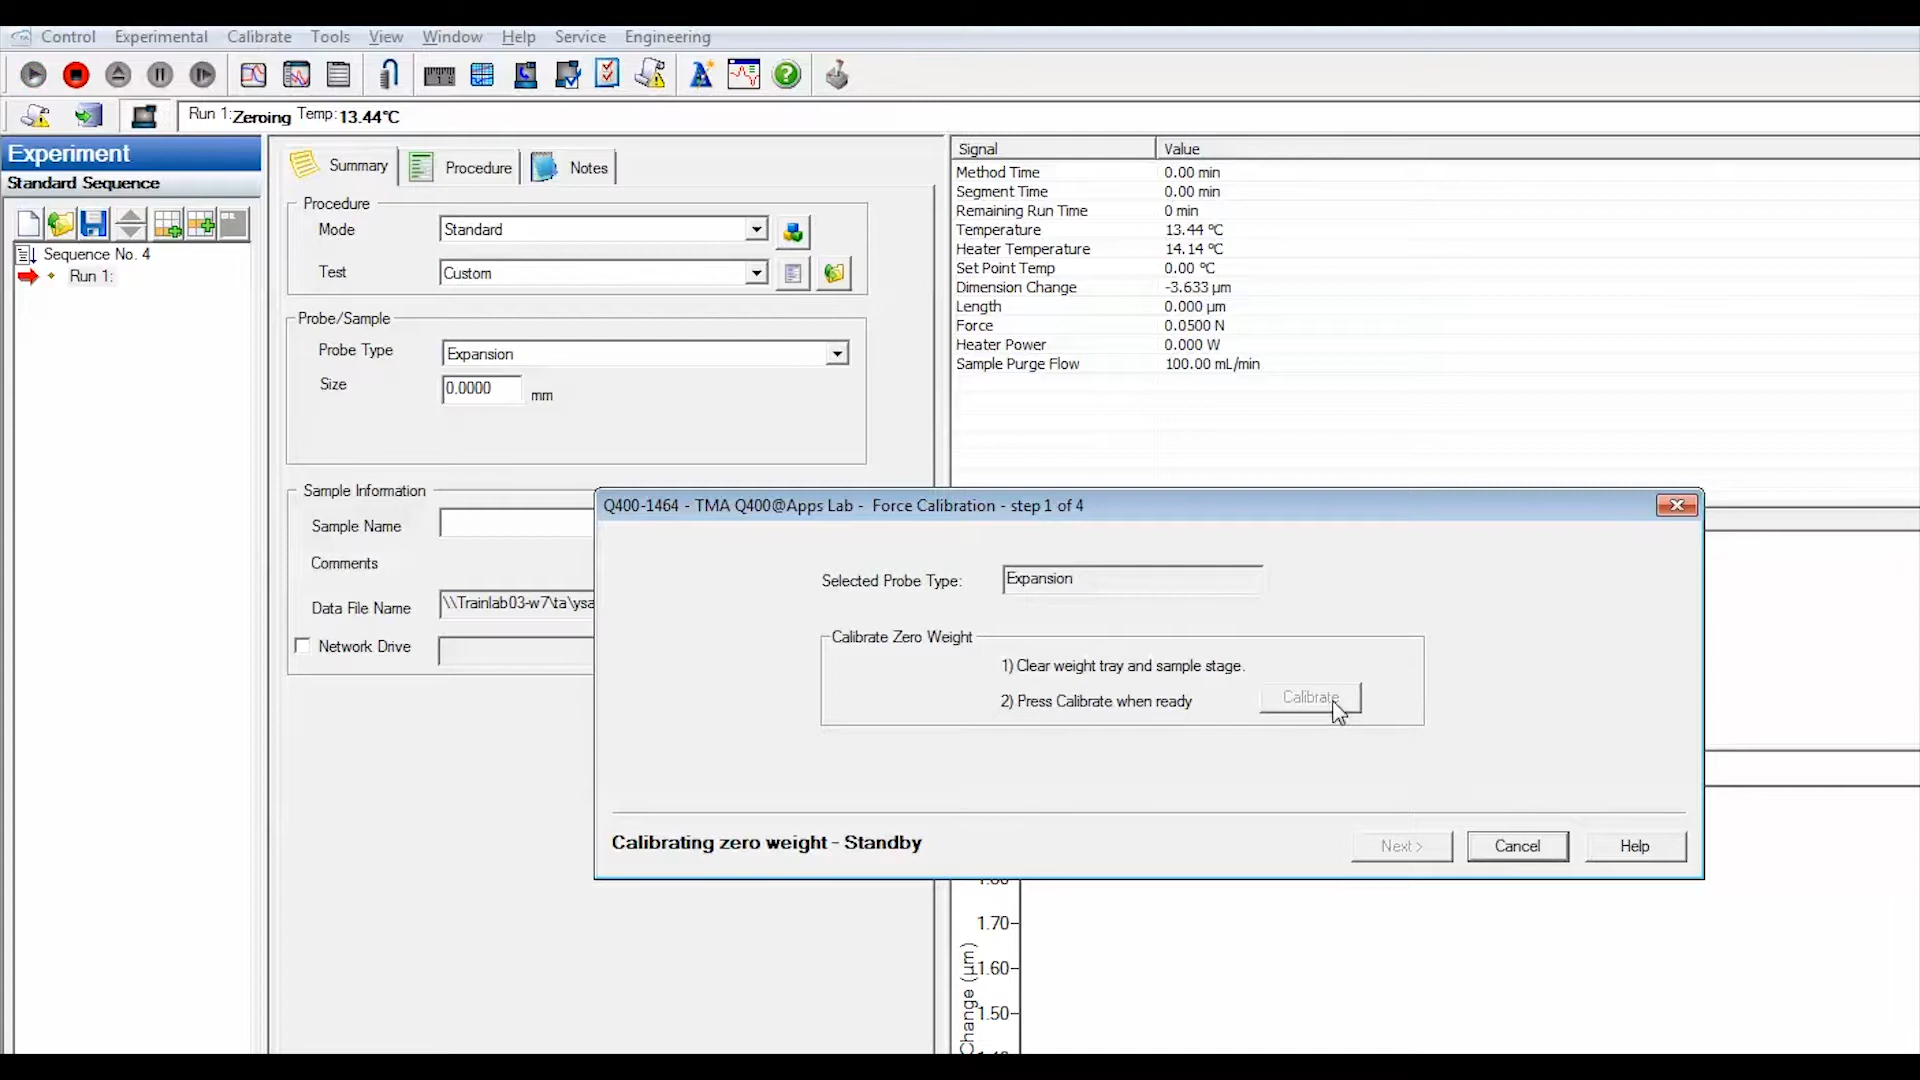 Control Experimental Calibrate Tools View Window Help Service Engineering
Run 1: Zeroing Temp: 13.44°C
Experiment
Standard Sequence
Sequence No. 4
Run 1:
Summary Procedure Notes
Procedure
Mode Standard
Test Custom
Probe/Sample
Probe Type Expansion
Size 0.0000 mm
Sample Information
Sample Name
Comments
Data File Name \\Trainlab03-w7\ta\ysa
Network Drive
Signal Value
Method Time 0.00 min
Segment Time 0.00 min
Remaining Run Time 0 min
Temperature 13.44 °C
Heater Temperature 14.14 °C
Set Point Temp 0.00 °C
Dimension Change -3.633 µm
Length 0.000 µm
Force 0.0500 N
Heater Power 0.000 W
Sample Purge Flow 100.00 mL/min
Q400-1464 - TMA Q400@Apps Lab - Force Calibration - step 1 of 4
Selected Probe Type: Expansion
Calibrate Zero Weight
1) Clear weight tray and sample stage.
2) Press Calibrate when ready Calibrate
Calibrating zero weight - Standby
Next > Cancel Help
1.70
1.60
1.50
Change (µm)